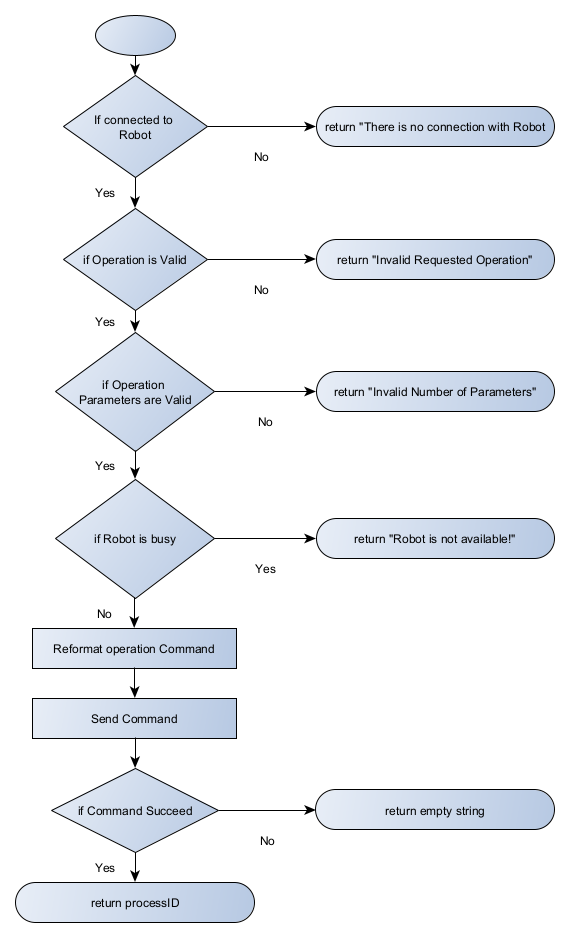 If connected to
Robot
return "There is no connection with Robot
No
Yes
if Operation is Valid
return "Invalid Requested Operation"
No
Yes
if Operation
Parameters are Valid
return "Invalid Number of Parameters"
No
Yes
if Robot is busy
return "Robot is not available!"
Yes
No
Reformat operation Command
Send Command
if Command Succeed
return empty string
No
Yes
return processID